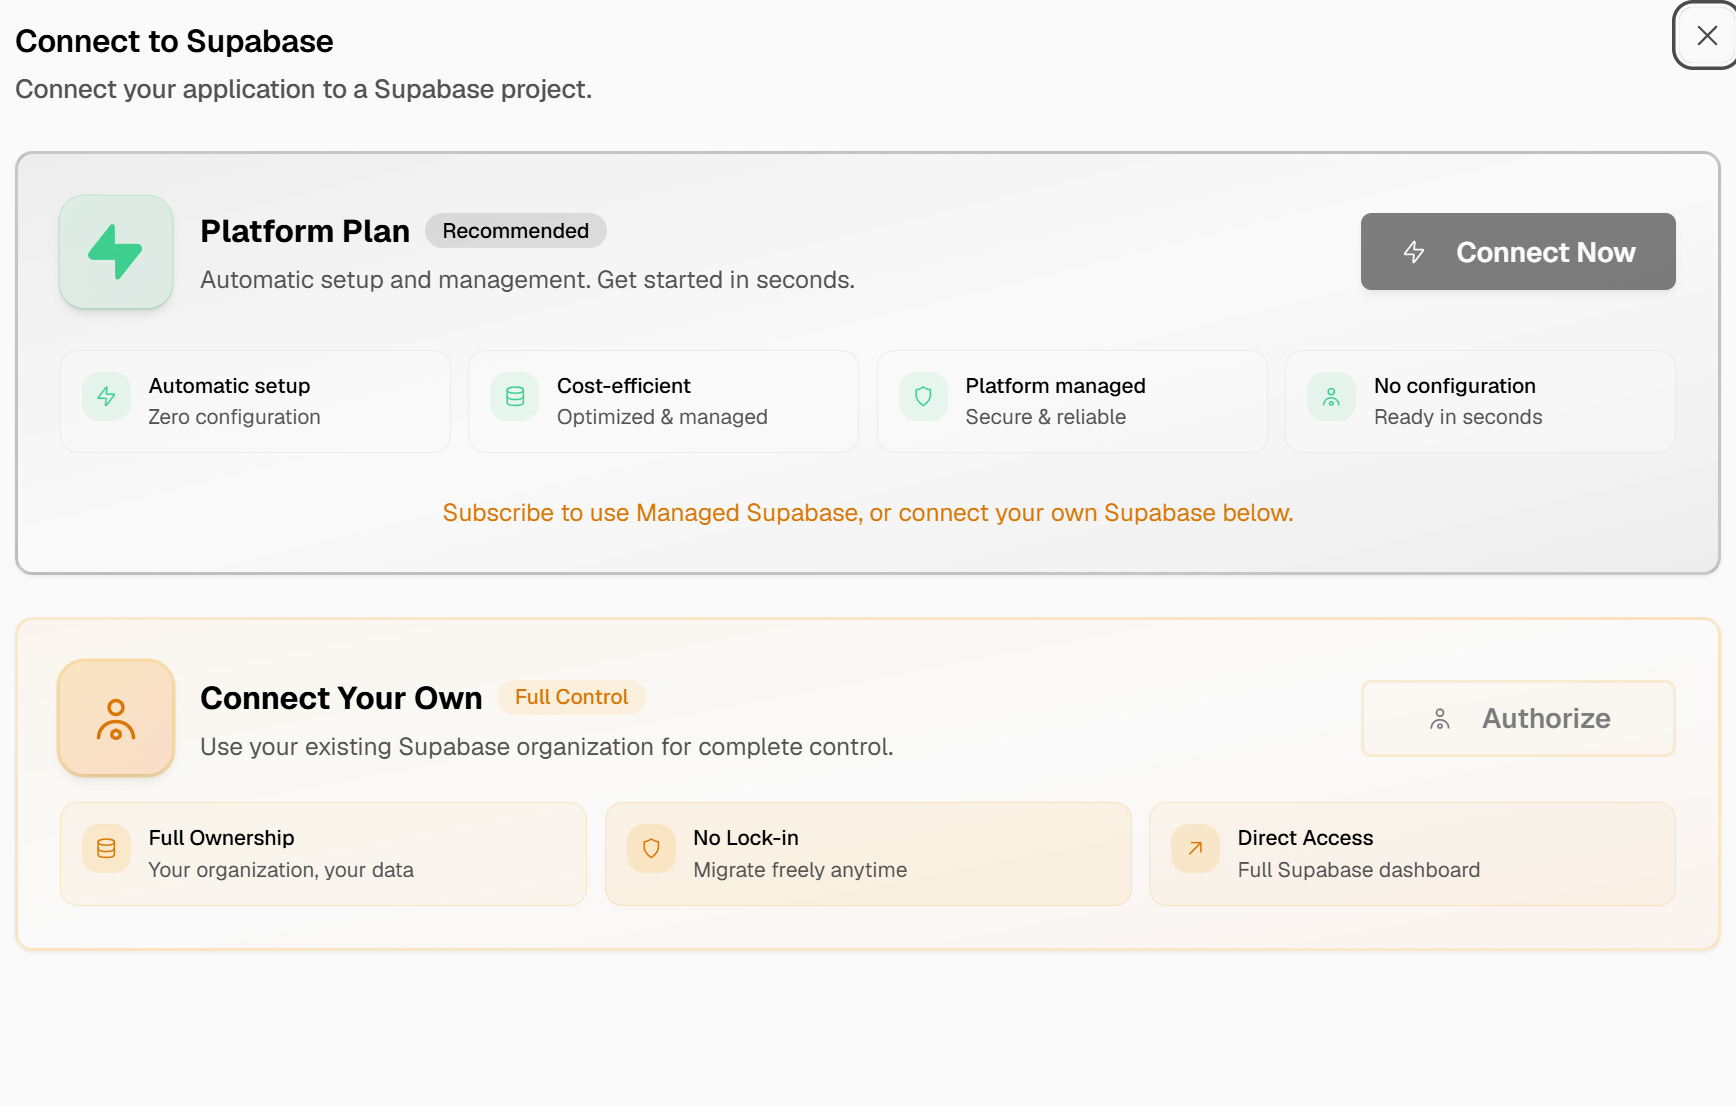 Connect to Supabase
Connect your application to a Supabase project.
Platform Plan
Recommended
Automatic setup and management. Get started in seconds.
Connect Now
Automatic setup
Zero configuration
Cost-efficient
Optimized & managed
Platform managed
Secure & reliable
No configuration
Ready in seconds
Subscribe to use Managed Supabase, or connect your own Supabase below.
Connect Your Own
Full Control
Use your existing Supabase organization for complete control.
Authorize
Full Ownership
Your organization, your data
No Lock-in
Migrate freely anytime
Direct Access
Full Supabase dashboard